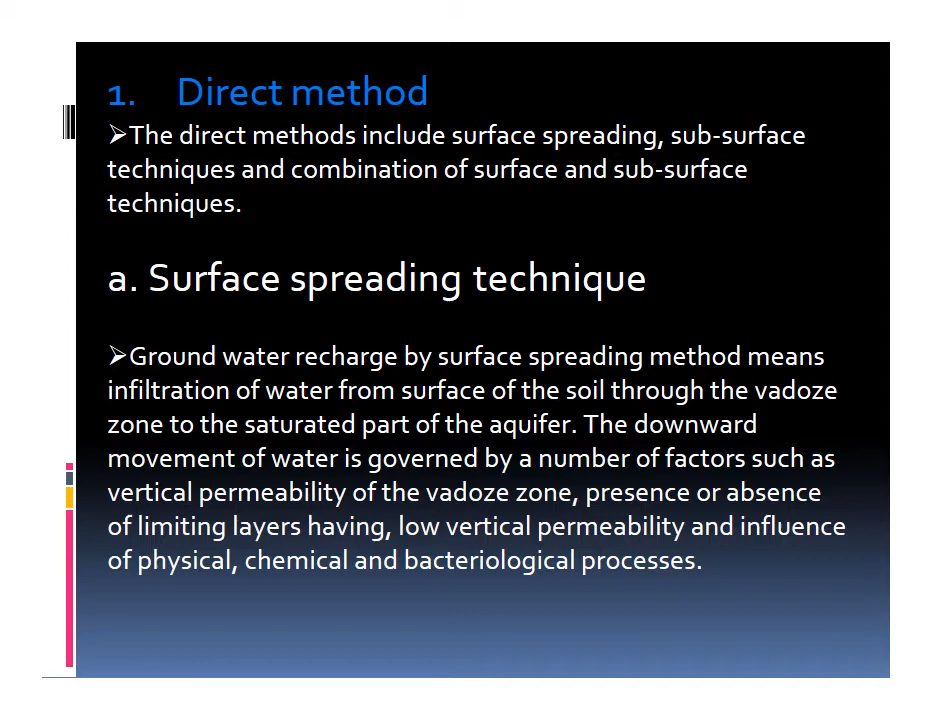 1. Direct method
➢The direct methods include surface spreading, sub-surface
techniques and combination of surface and sub-surface
techniques.
a. Surface spreading technique
➢Ground water recharge by surface spreading method means
infiltration of water from surface of the soil through the vadoze
zone to the saturated part of the aquifer. The downward
movement of water is governed by a number of factors such as
vertical permeability of the vadoze zone, presence or absence
of limiting layers having, low vertical permeability and influence
of physical, chemical and bacteriological processes.